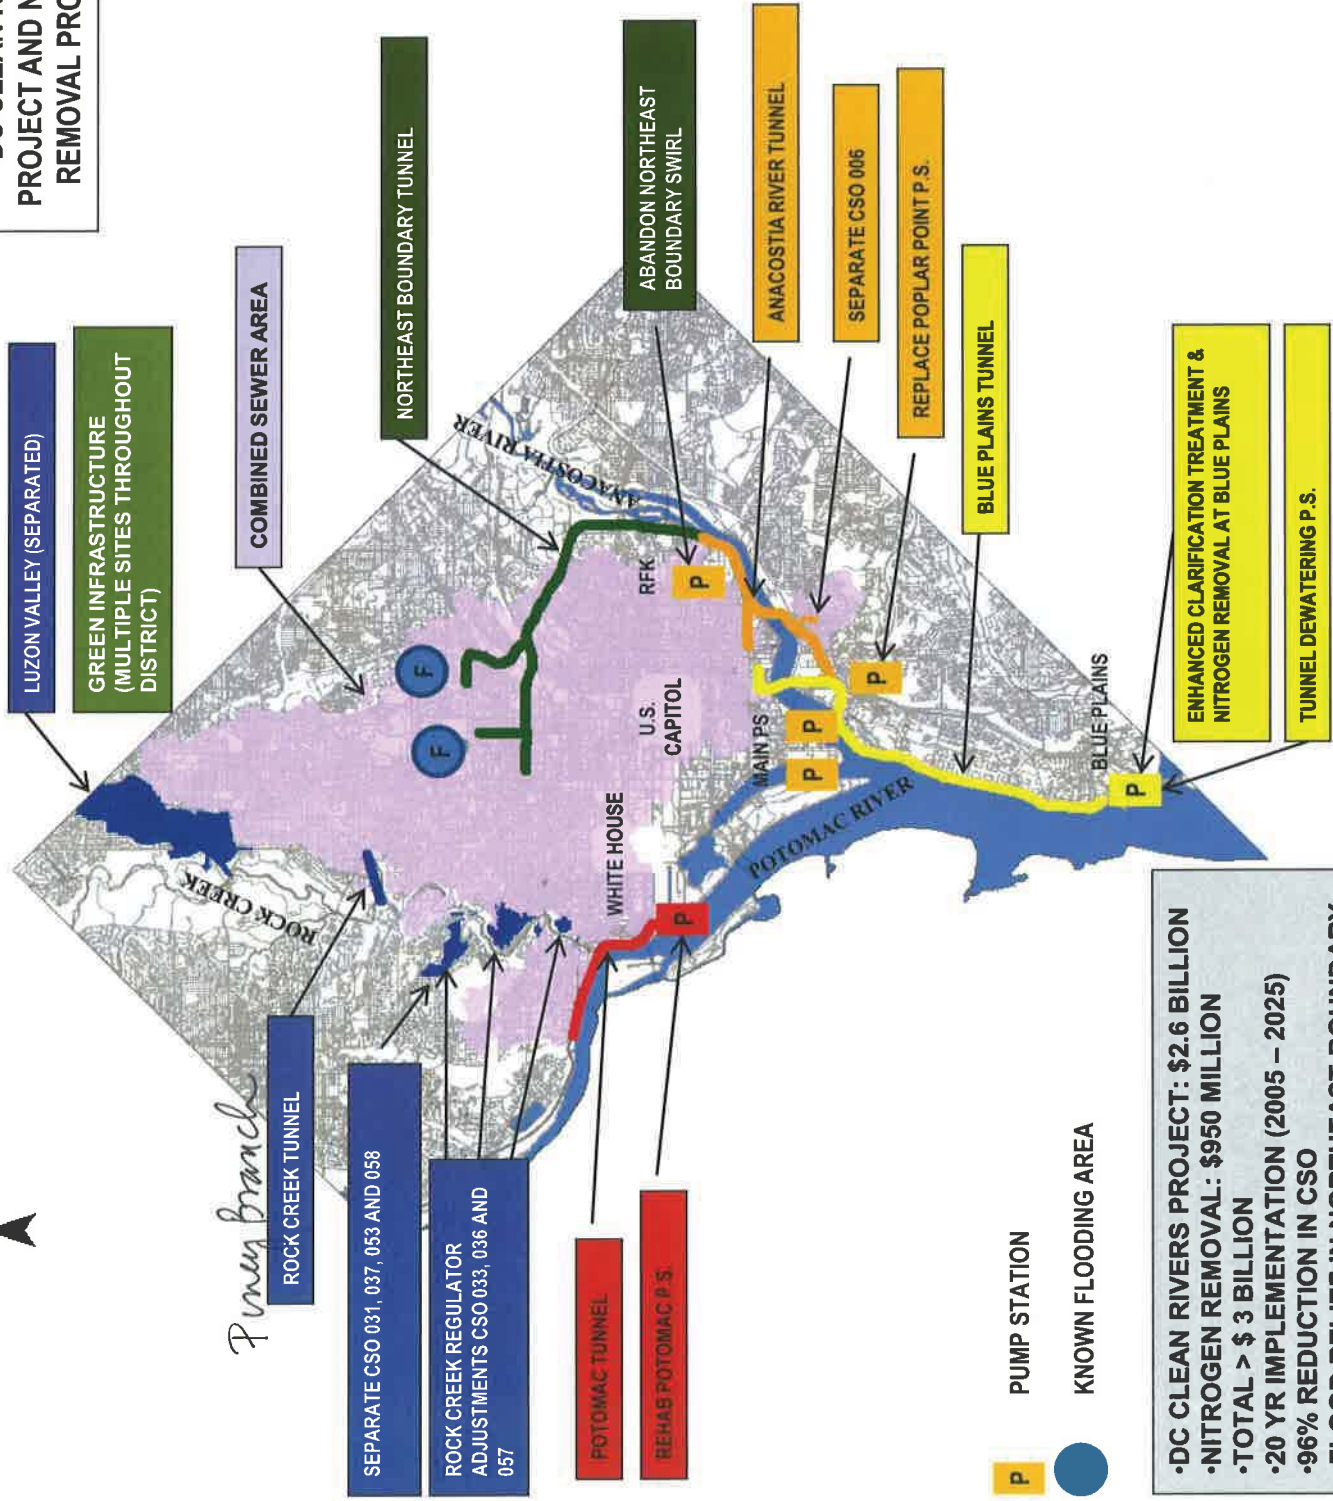 PROJECT AND N
REMOVAL PRO
LUZON VALLEY (SEPARATED)
GREEN INFRASTRUCTURE
(MULTIPLE SITES THROUGHOUT
DISTRICT)
COMBINED SEWER AREA
NORTHEAST BOUNDARY TUNNEL
ABANDON NORTHEAST
BOUNDARY SWIRL
ANACOSTIA RIVER TUNNEL
SEPARATE CSO 006
REPLACE POPLAR POINT P.S.
BLUE PLAINS TUNNEL
ENHANCED CLARIFICATION TREATMENT &
NITROGEN REMOVAL AT BLUE PLAINS
TUNNEL DEWATERING P.S.
Piney Branch
ROCK CREEK TUNNEL
SEPARATE CSO 031, 037, 053 AND 058
ROCK CREEK REGULATOR
ADJUSTMENTS CSO 033, 036 AND
057
POTOMAC TUNNEL
REHAB POTOMAC P.S.
ROCK CREEK
ANACOSTIA RIVER
POTOMAC RIVER
F
F
RFK
U.S.
CAPITOL
WHITE HOUSE
MAIN PS
BLUE PLAINS
P
P
P
P
P
P
P PUMP STATION
KNOWN FLOODING AREA
•DC CLEAN RIVERS PROJECT: $2.6 BILLION
•NITROGEN REMOVAL: $950 MILLION
•TOTAL > $ 3 BILLION
•20 YR IMPLEMENTATION (2005 – 2025)
•96% REDUCTION IN CSO